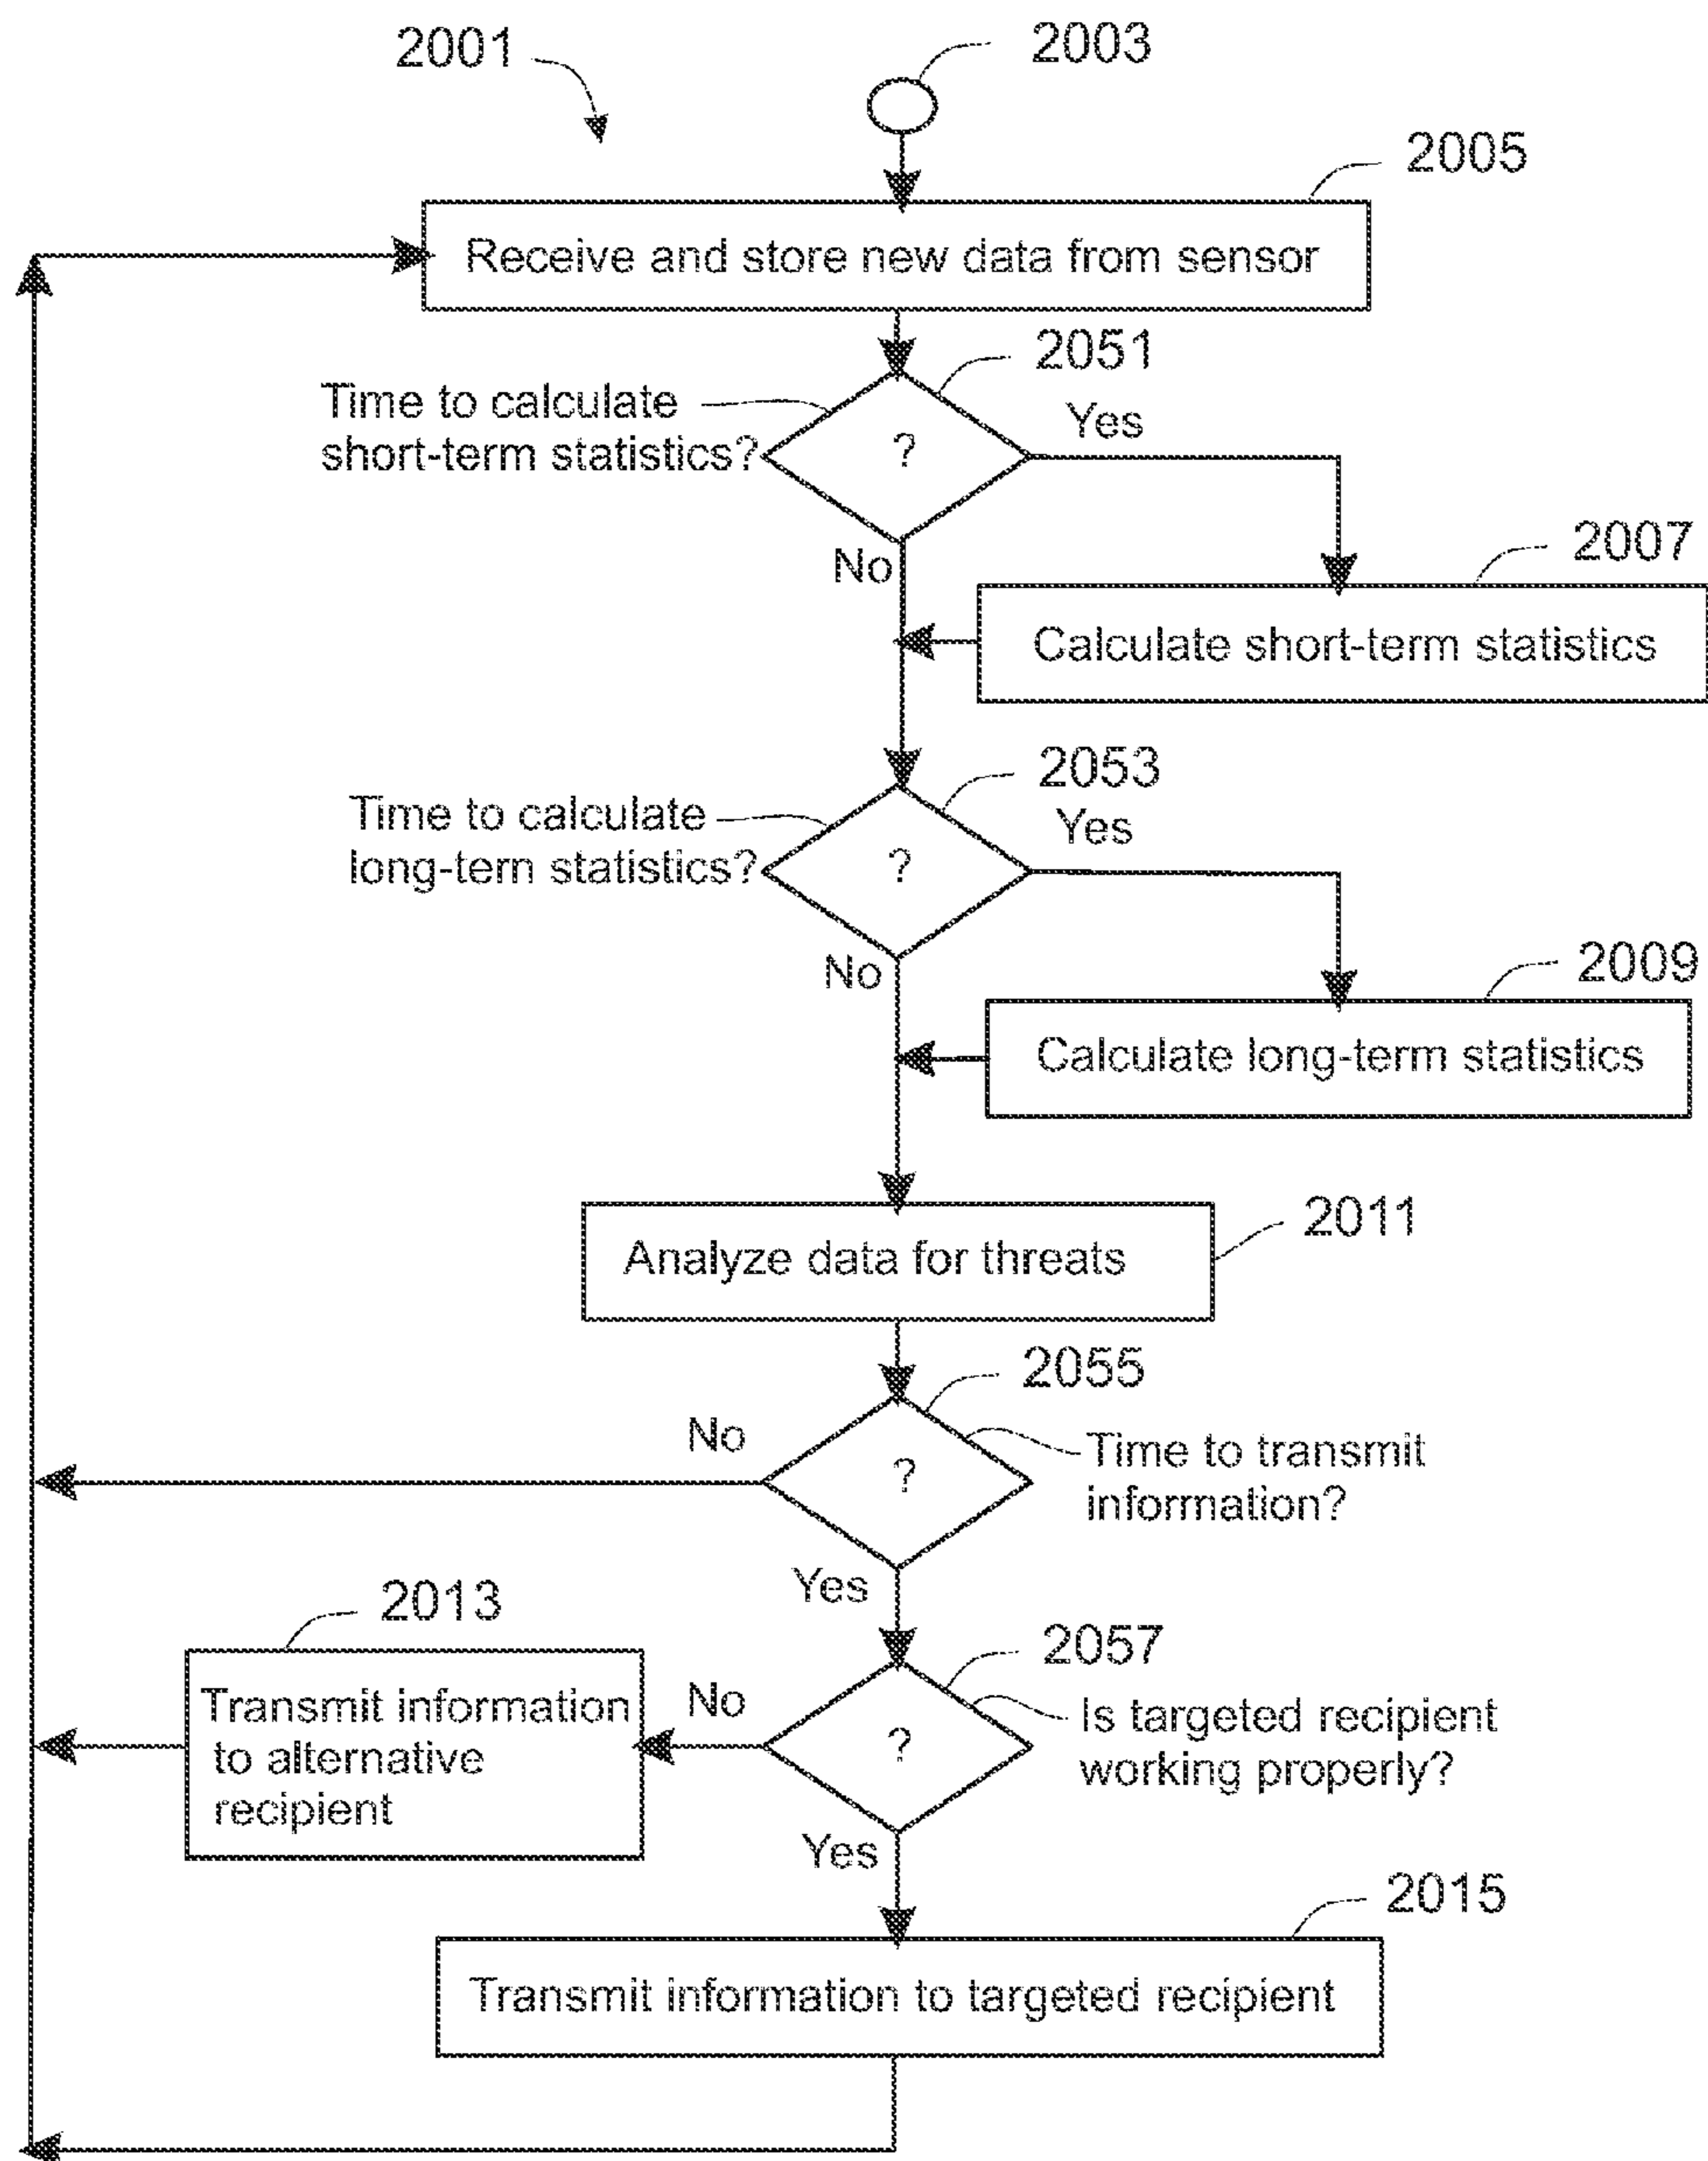 2001
2003
2005
Receive and store new data from sensor
2051
Time to calculate
short-term statistics?
?
Yes
No
2007
Calculate short-term statistics
2053
Time to calculate
long-term statistics?
?
Yes
No
2009
Calculate long-term statistics
2011
Analyze data for threats
2055
No
?
Time to transmit
information?
Yes
2013
2057
Transmit information
to alternative
recipient
No
?
Is targeted recipient
working properly?
Yes
2015
Transmit information to targeted recipient